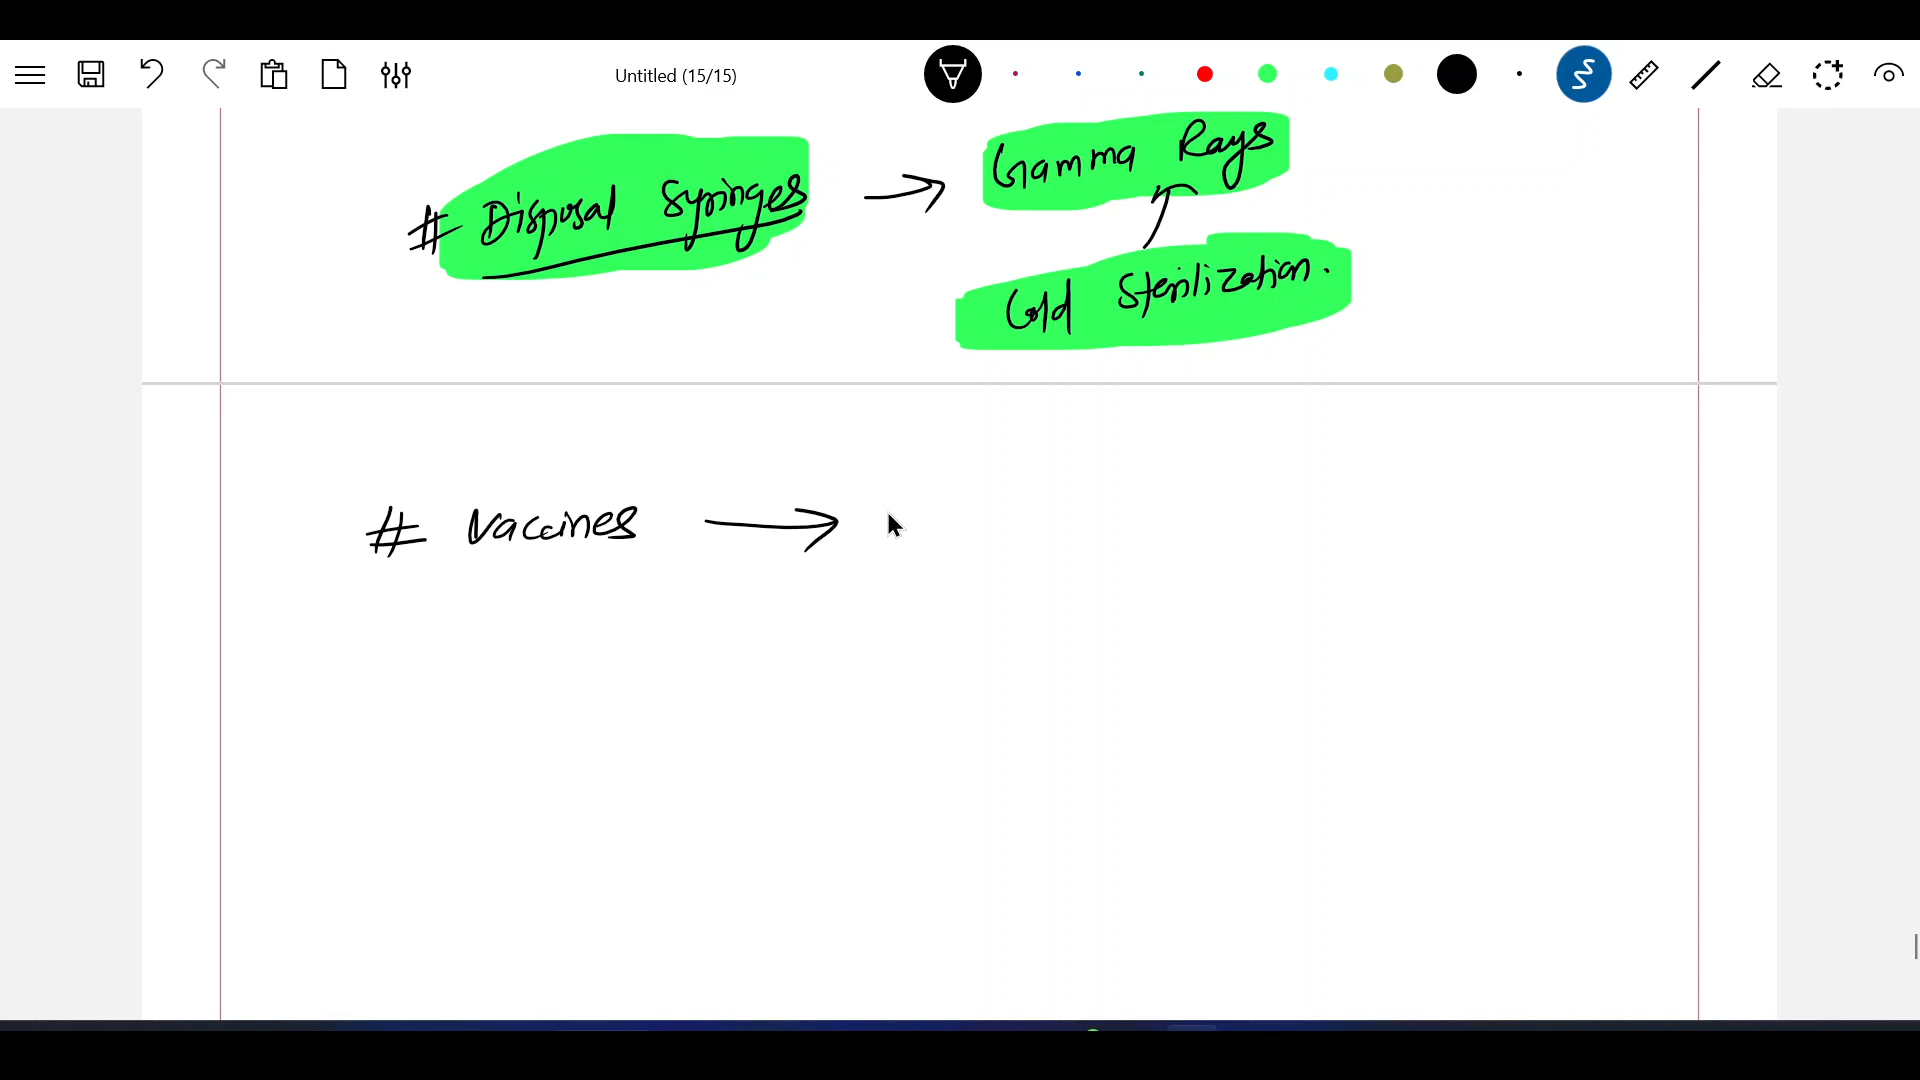 Untitled (15/15)
# Disposal Syringes → Gamma Rays
Cold Sterilization.
# Vaccines →